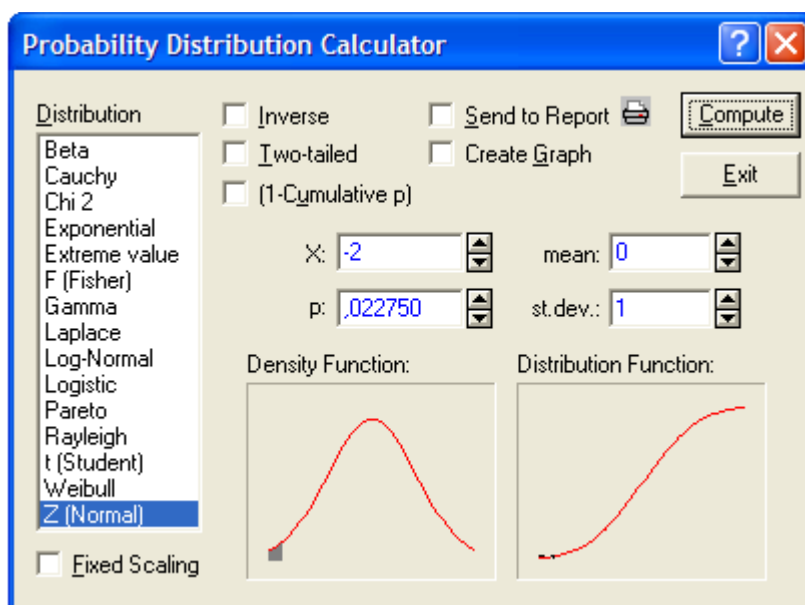 Probability Distribution Calculator
Distribution
Beta
Cauchy
Chi 2
Exponential
Extreme value
F (Fisher)
Gamma
Laplace
Log-Normal
Logistic
Pareto
Rayleigh
t (Student)
Weibull
Z (Normal)
Fixed Scaling
Inverse
Two-tailed
(1-Cumulative p)
Send to Report
Create Graph
Compute
Exit
X: -2
mean: 0
p: ,022750
st.dev.: 1
Density Function:
Distribution Function: